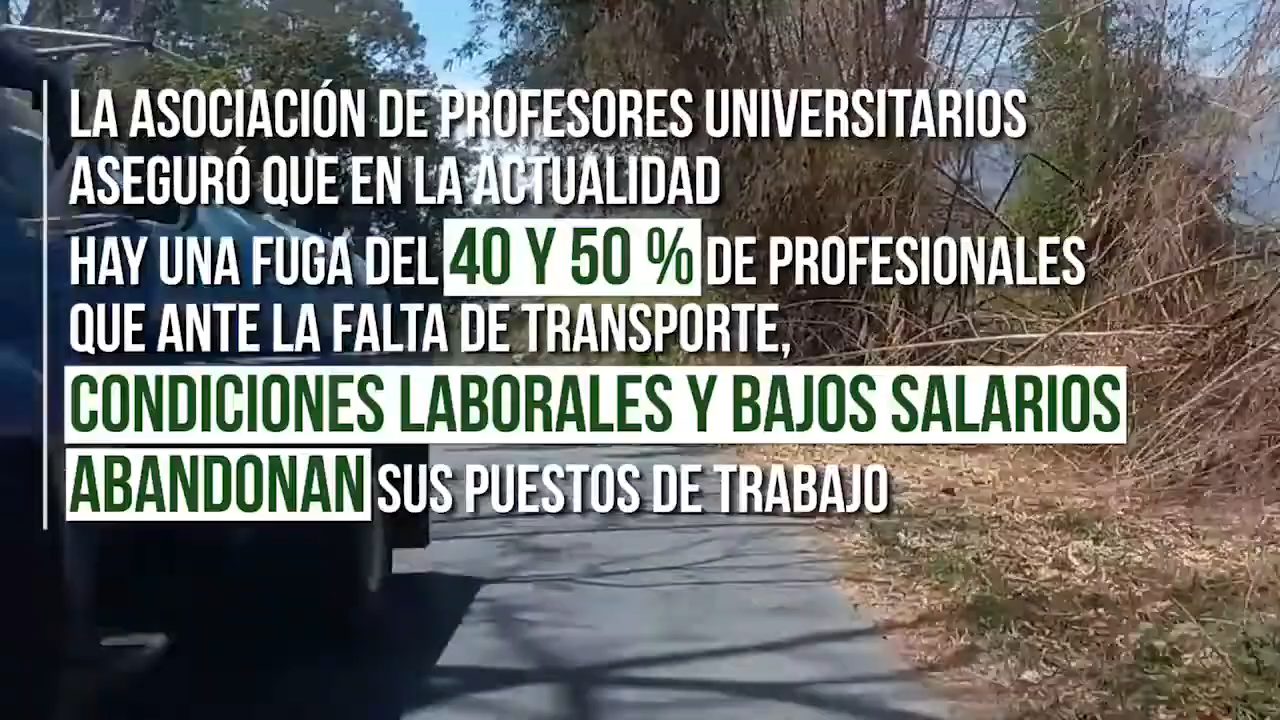 LA ASOCIACIÓN DE PROFESORES UNIVERSITARIOS
ASEGURÓ QUE EN LA ACTUALIDAD
HAY UNA FUGA DEL 40 Y 50 % DE PROFESIONALES
QUE ANTE LA FALTA DE TRANSPORTE,
CONDICIONES LABORALES Y BAJOS SALARIOS
ABANDONAN SUS PUESTOS DE TRABAJO